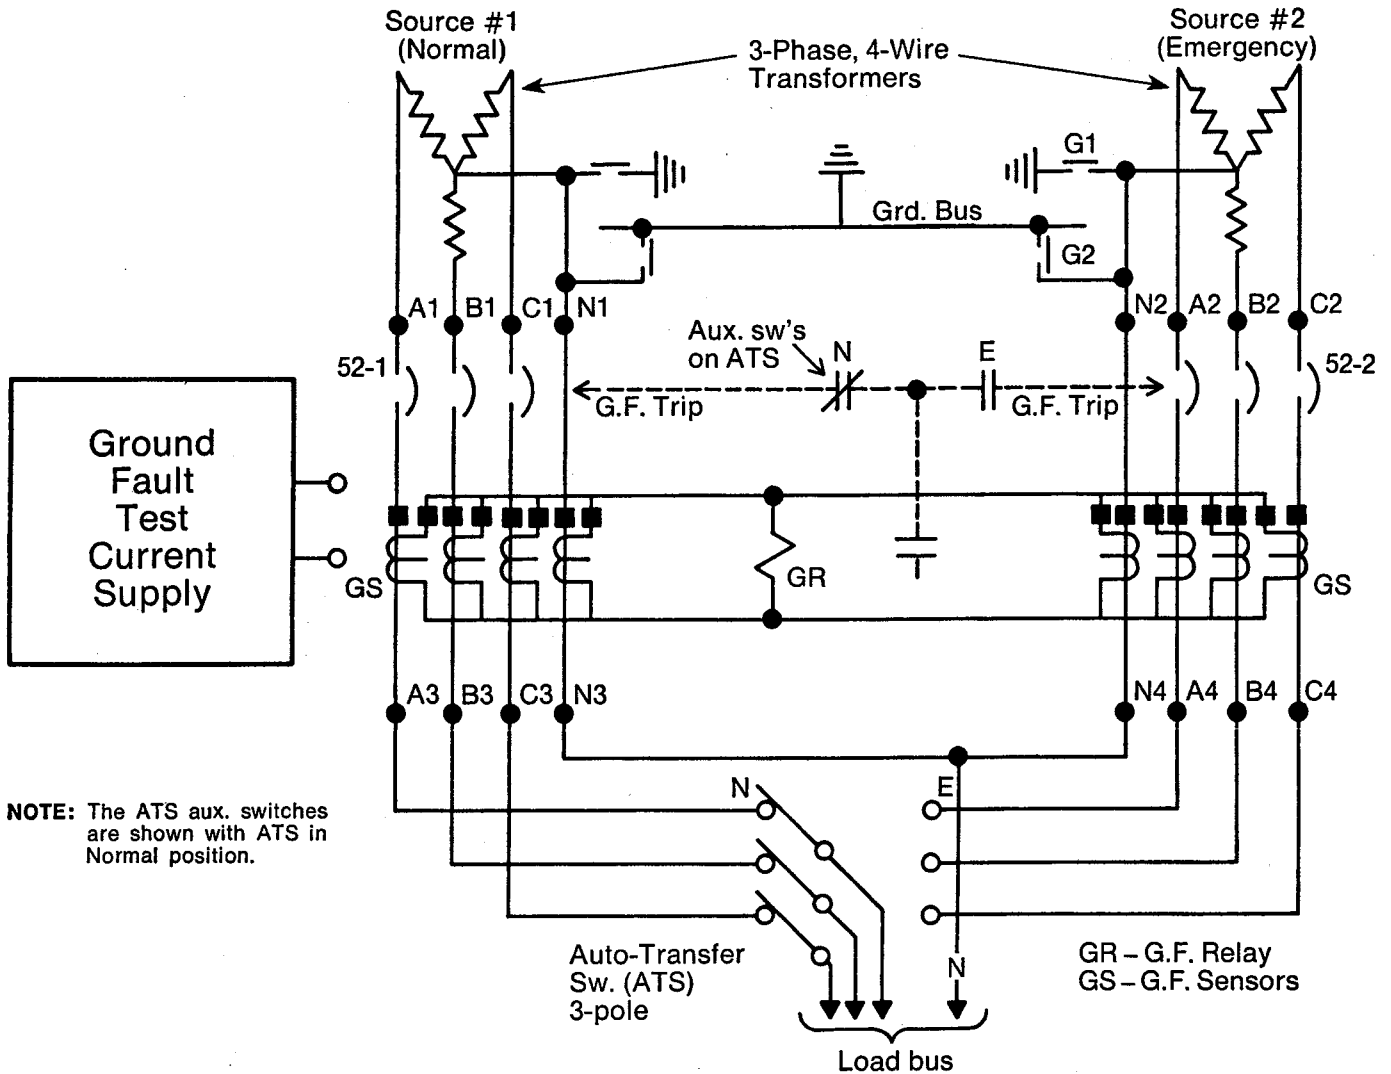 Source #1
(Normal)
3-Phase, 4-Wire
Transformers
Source #2
(Emergency)
G1
Grd. Bus
G2
A1
B1
C1
N1
N2
A2
B2
C2
52-1
Aux. sw's
on ATS
N
E
52-2
G.F. Trip
G.F. Trip
Ground
Fault
Test
Current
Supply
GS
GR
GS
A3
B3
C3
N3
N4
A4
B4
C4
NOTE: The ATS aux. switches
are shown with ATS in
Normal position.
N
E
Auto-Transfer
Sw. (ATS)
3-pole
N
GR – G.F. Relay
GS – G.F. Sensors
Load bus